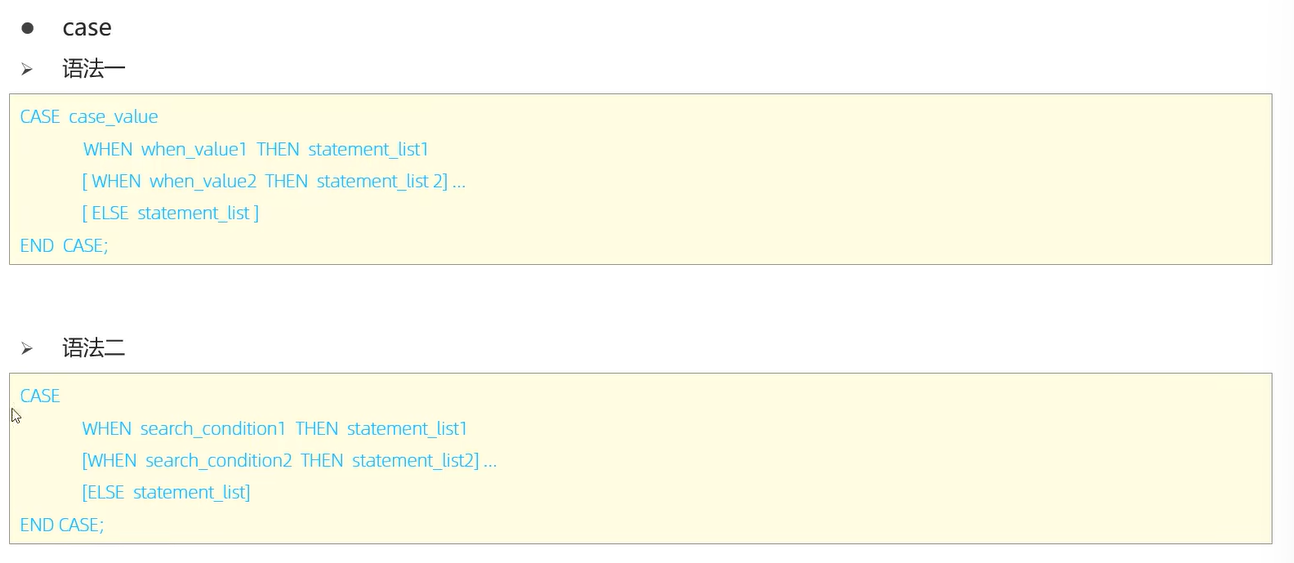 case
语法一
CASE case_value
WHEN when_value1 THEN statement_list1
[ WHEN when_value2 THEN statement_list 2] ...
[ ELSE statement_list ]
END CASE;
语法二
CASE
WHEN search_condition1 THEN statement_list1
[WHEN search_condition2 THEN statement_list2] ...
[ELSE statement_list]
END CASE;